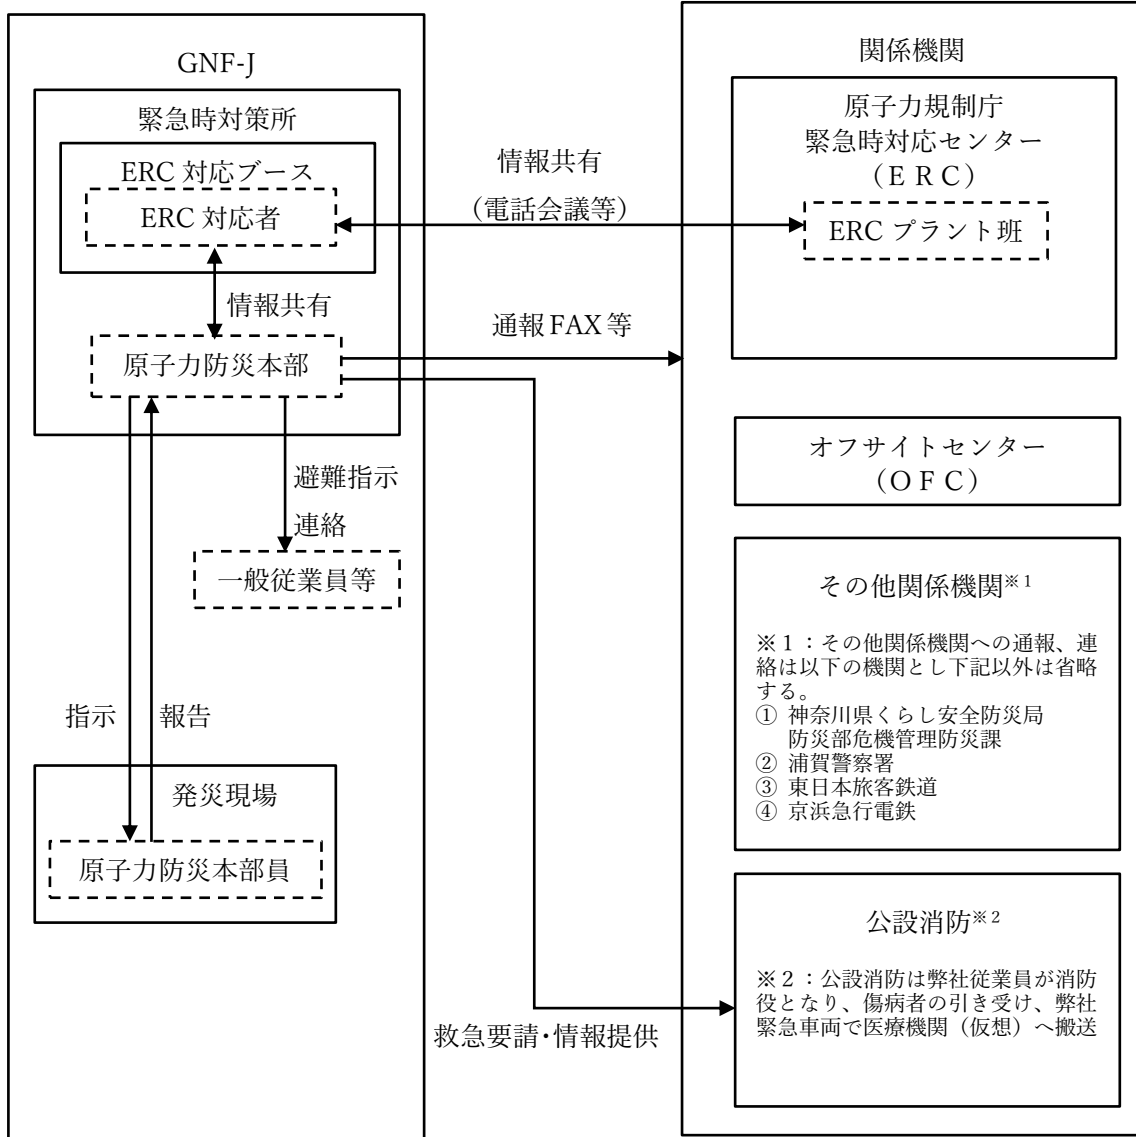 GNF-J
緊急時対策所
ERC 対応ブース
ERC 対応者
情報共有
原子力防災本部
避難指示
連絡
一般従業員等
指示
報告
発災現場
原子力防災本部員
情報共有
（電話会議等）
通報 FAX 等
救急要請・情報提供
関係機関
原子力規制庁
緊急時対応センター
（ＥＲＣ）
ERC プラント班
オフサイトセンター
（ＯＦＣ）
その他関係機関※1
※１：その他関係機関への通報、連
絡は以下の機関とし下記以外は省略
する。
① 神奈川県くらし安全防災局
防災部危機管理防災課
② 浦賀警察署
③ 東日本旅客鉄道
④ 京浜急行電鉄
公設消防※2
※２：公設消防は弊社従業員が消防
役となり、傷病者の引き受け、弊社
緊急車両で医療機関（仮想）へ搬送